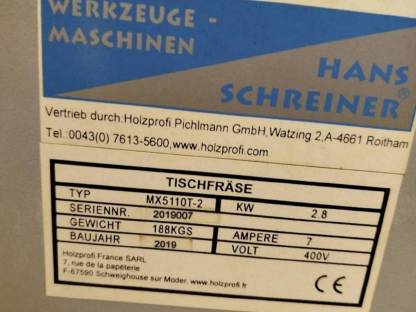 WERKZEUGE -
MASCHINEN
HANS
SCHREINER®
Vertrieb durch:Holzprofi Pichlmann GmbH,Watzing 2,A-4661 Roitham
Tel.:0043(0) 7613-5600,www.holzprofi.com
TISCHFRÄSE
TYP MX5110T-2 KW 2.8
SERIENNR. 2019007
GEWICHT 188KGS AMPERE 7
BAUJAHR 2019 VOLT 400V
Holzprofi France SARL
7, rue de la papéterie
F-67590 Schweighouse sur Moder, www.holzprofi.fr
CE